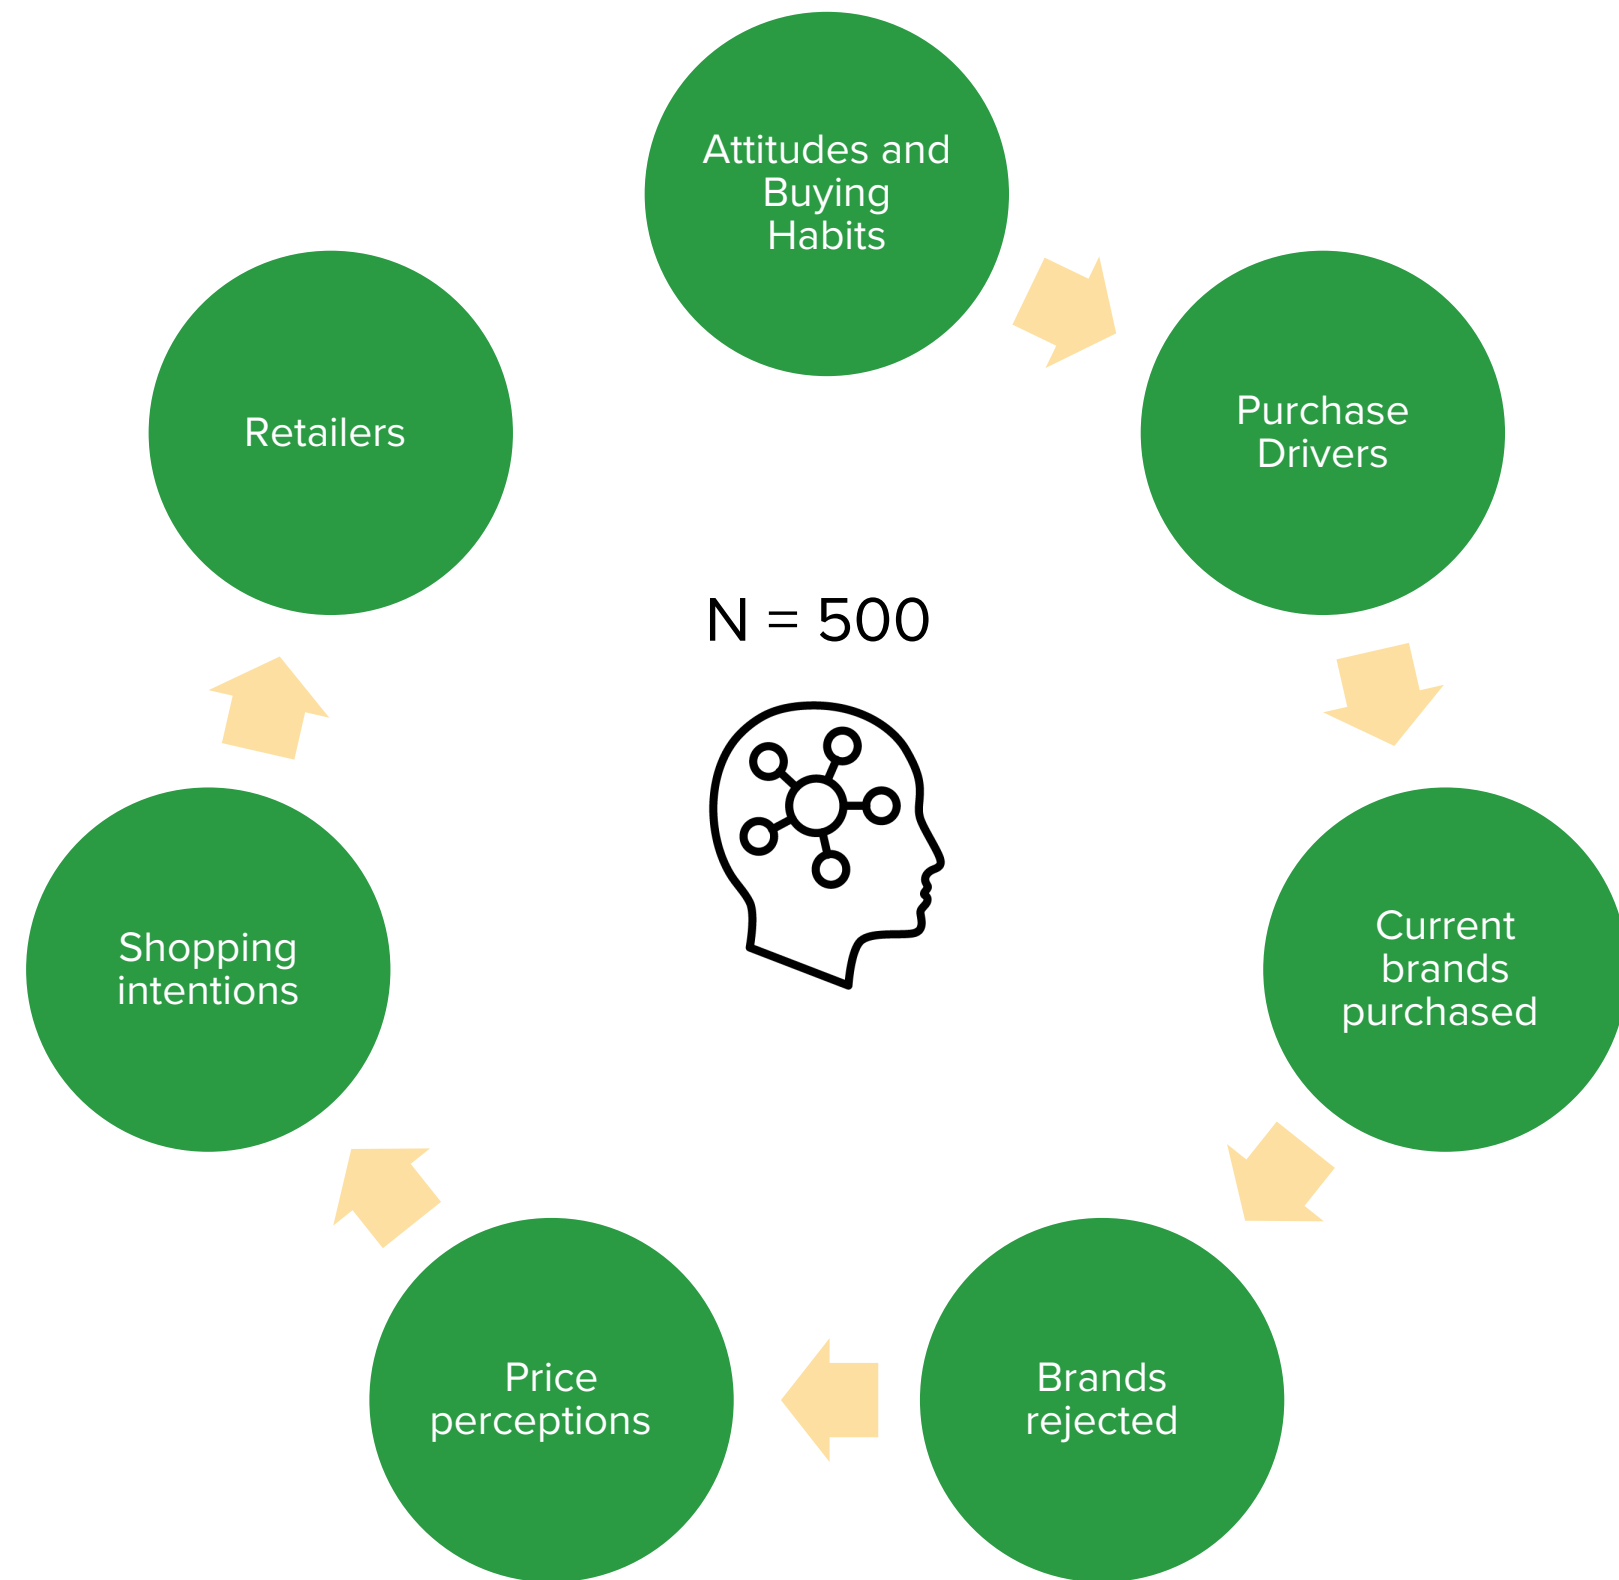 Attitudes and
Buying
Habits
Purchase
Drivers
Current
brands
purchased
Brands
rejected
Price
perceptions
Shopping
intentions
Retailers
N = 500